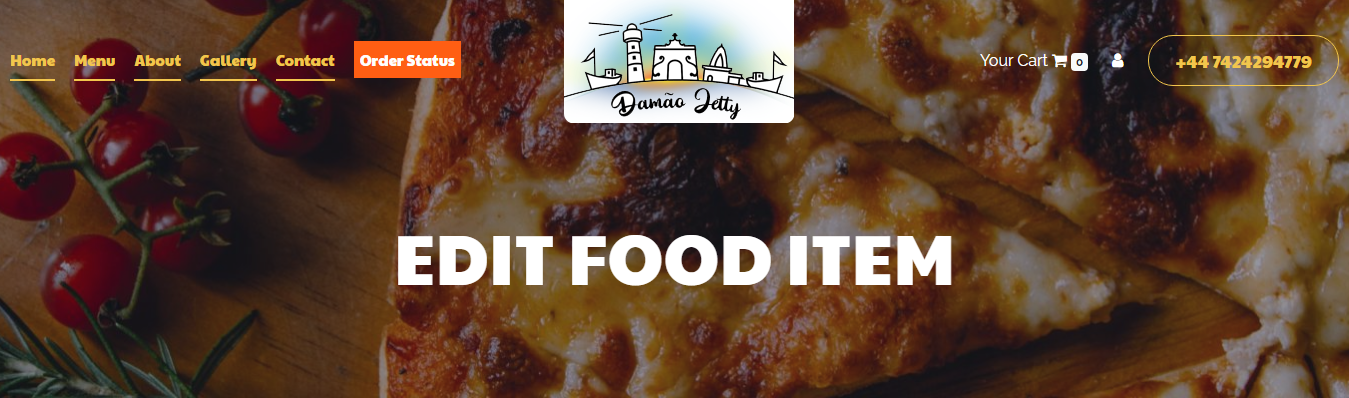 Home Menu About Gallery Contact Order Status
Damão Jetty
Your Cart 0
+44 7424294779
EDIT FOOD ITEM